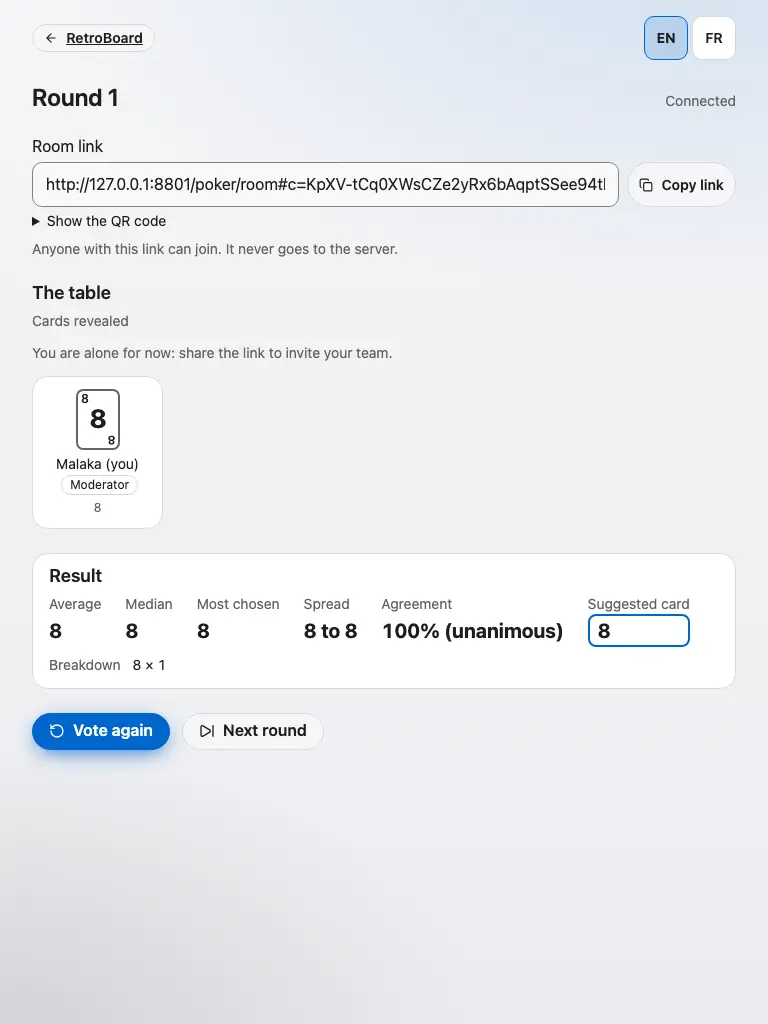 RetroBoard
EN
FR
Round 1
Connected
Room link
http://127.0.0.1:8801/poker/room#c=KpXV-tCq0XWsCZe2yRx6bAqptSSee94tl
Copy link
Show the QR code
Anyone with this link can join. It never goes to the server.
The table
Cards revealed
You are alone for now: share the link to invite your team.
8
8
8
Malaka (you)
Moderator
8
Result
Average Median Most chosen Spread Agreement Suggested card
8 8 8 8 to 8 100% (unanimous) 8
Breakdown 8 × 1
Vote again
Next round